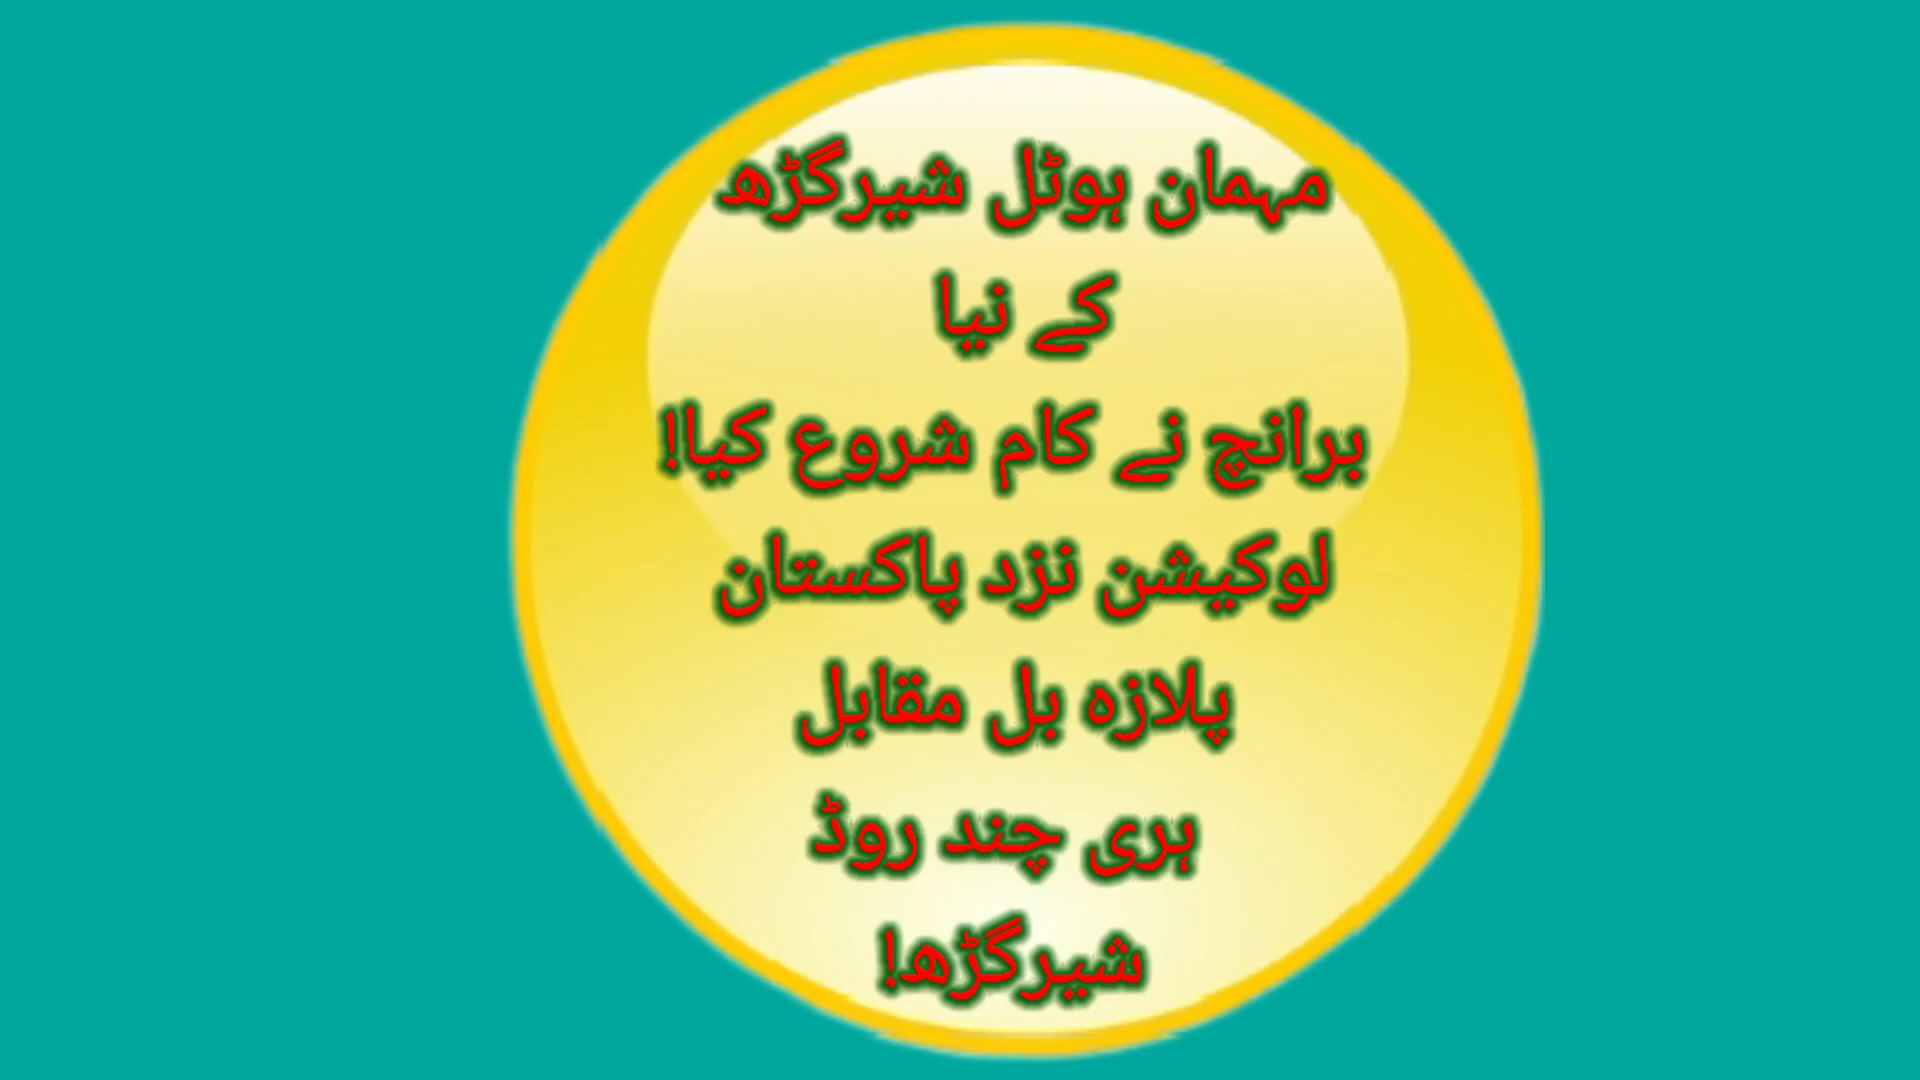 مہمان ہوٹل شیرگڑھ
کے نیا
برانچ نے کام شروع کیا!
لوکیشن نزد پاکستان
پلازہ بل مقابل
ہری چند روڈ
شیرگڑھ!